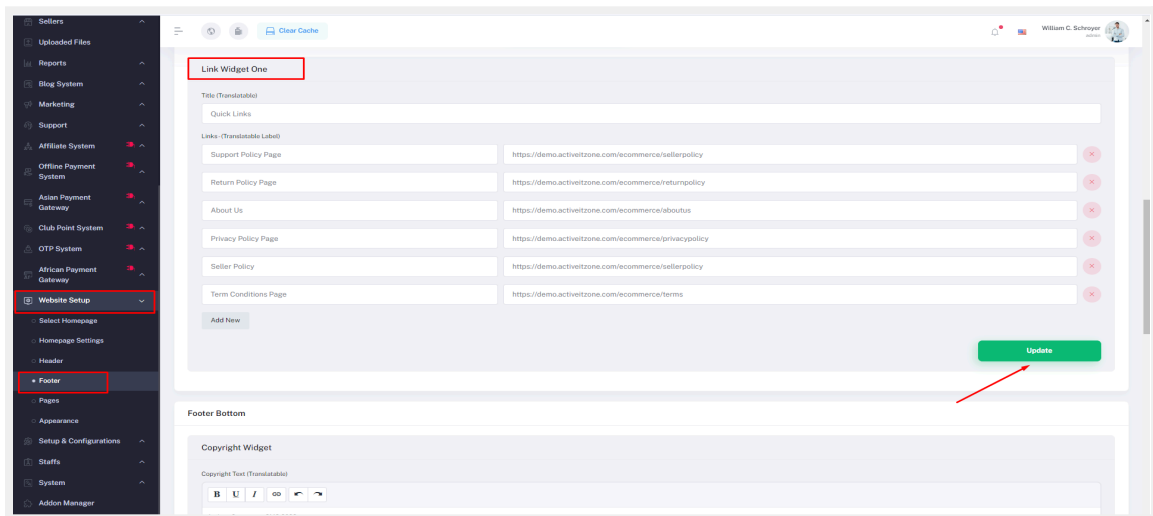 Sellers
Uploaded Files
Reports
Blog System
Marketing
Support
Affiliate System
Offline Payment
System
Asian Payment
Gateway
Club Point System
OTP System
African Payment
Gateway
Website Setup
Select Homepage
Homepage Settings
Header
Footer
Pages
Appearance
Setup & Configurations
Staffs
System
Addon Manager
Clear Cache
William C. Schroyer
admin
Link Widget One
Title (Translatable)
Quick Links
Links - (Translatable Label)
Support Policy Page https://demo.activeitzone.com/ecommerce/sellerpolicy
Return Policy Page https://demo.activeitzone.com/ecommerce/returnpolicy
About Us https://demo.activeitzone.com/ecommerce/aboutus
Privacy Policy Page https://demo.activeitzone.com/ecommerce/privacypolicy
Seller Policy https://demo.activeitzone.com/ecommerce/sellerpolicy
Term Conditions Page https://demo.activeitzone.com/ecommerce/terms
Add New
Update
Footer Bottom
Copyright Widget
Copyright Text (Translatable)
B U I